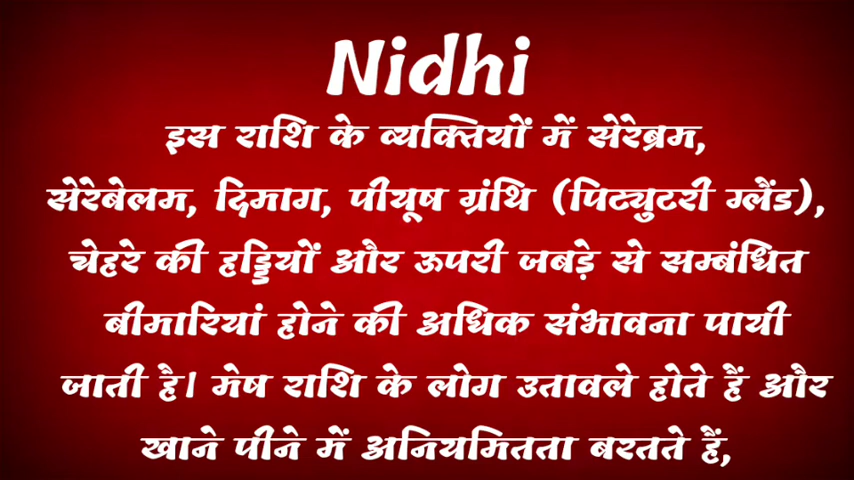 Nidhi
इस राशि के व्यक्तियों में सेरेब्रम,
सेरेबेलम, दिमाग, पीयूष ग्रंथि (पिट्युटरी ग्लैंड),
चेहरे की हड्डियों और ऊपरी जबड़े से सम्बंधित
बीमारियां होने की अधिक संभावना पायी
जाती है। मेष राशि के लोग उतावले होते हैं और
खाने पीने में अनियमितता बरतते हैं,